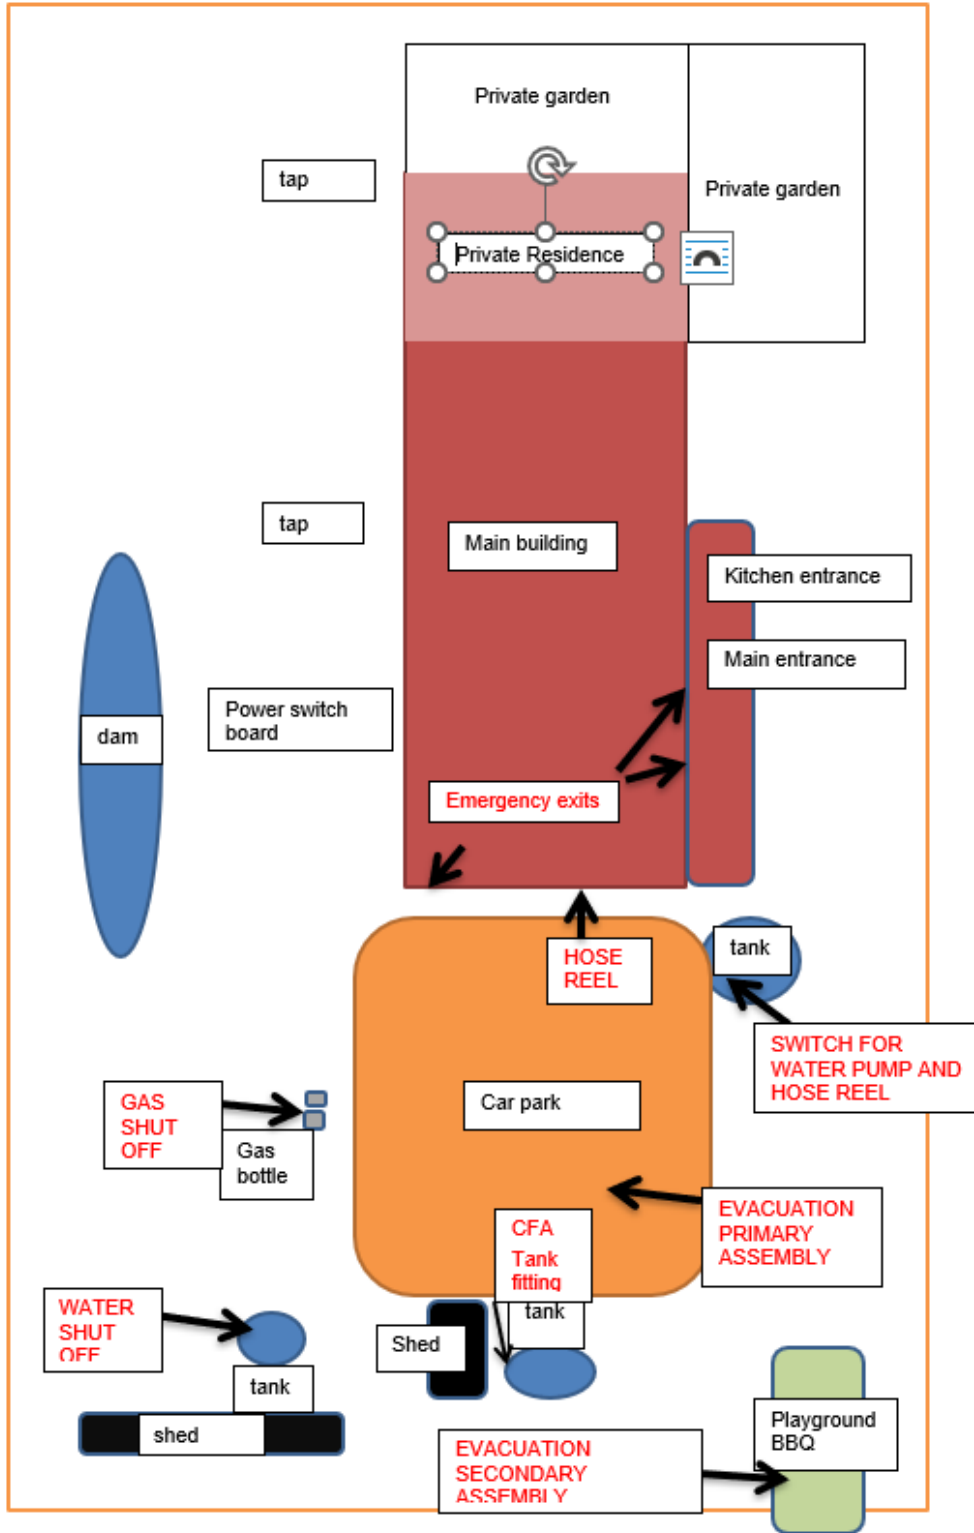 Private garden
tap
Private garden
Private Residence
tap
Main building
Kitchen entrance
Main entrance
Power switch
board
dam
Emergency exits
HOSE
REEL
tank
SWITCH FOR
WATER PUMP AND
HOSE REEL
GAS
SHUT
OFF
Car park
Gas
bottle
EVACUATION
PRIMARY
ASSEMBLY
CFA
Tank
fitting
tank
WATER
SHUT
OFF
Shed
tank
shed
Playground
BBQ
EVACUATION
SECONDARY
ASSEMBLY